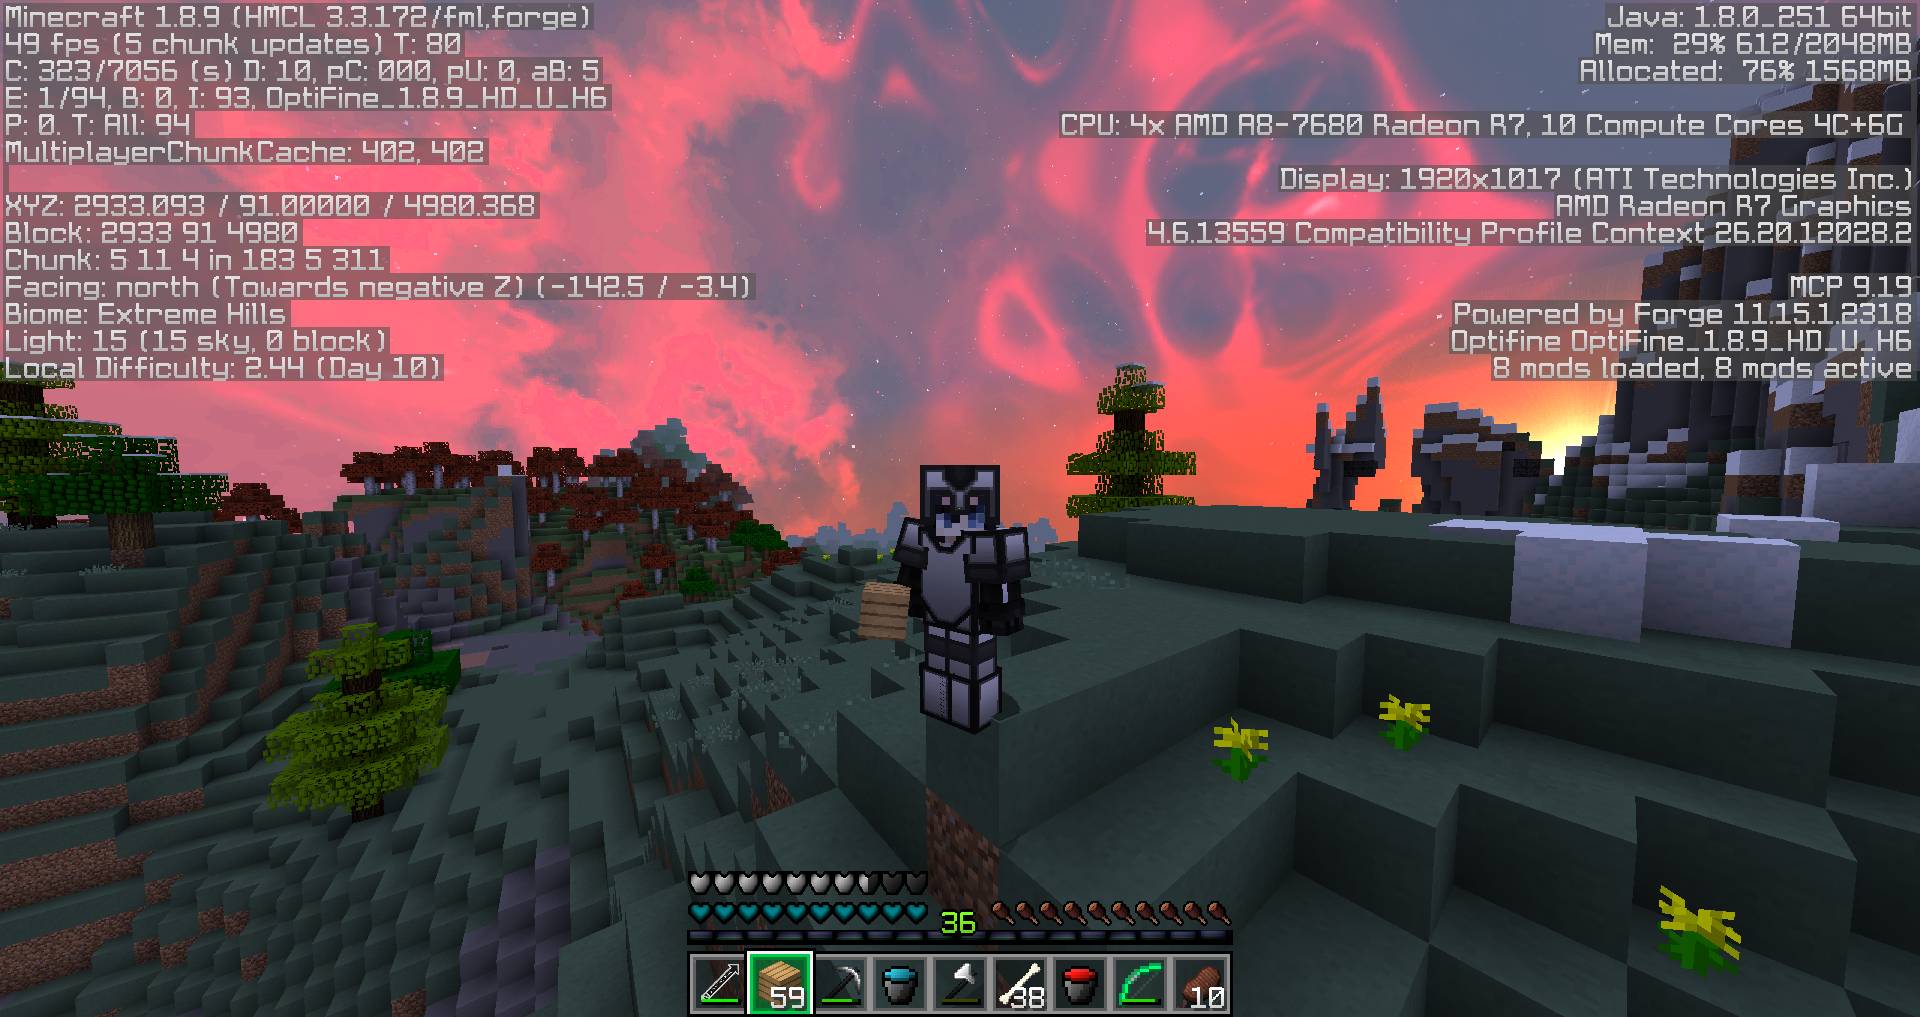 Minecraft 1.8.9 (HMCL 3.3.172/fml,forge)
49 fps (5 chunk updates) T: 80
C: 323/7056 (s) D: 10, pC: 000, pU: 0, aB: 5
E: 1/94, B: 0, I: 93, OptiFine_1.8.9_HD_U_H6
P: 0. T: All: 94
MultiplayerChunkCache: 402, 402
XYZ: 2933.093 / 91.00000 / 4980.368
Block: 2933 91 4980
Chunk: 5 11 4 in 183 5 311
Facing: north (Towards negative Z) (-142.5 / -3.4)
Biome: Extreme Hills
Light: 15 (15 sky, 0 block)
Local Difficulty: 2.44 (Day 10)
Java: 1.8.0_251 64bit
Mem: 29% 612/2048MB
Allocated: 76% 1568MB
CPU: 4x AMD A8-7680 Radeon R7, 10 Compute Cores 4C+6G
Display: 1920x1017 (ATI Technologies Inc.)
AMD Radeon R7 Graphics
4.6.13559 Compatibility Profile Context 26.20.12028.2
MCP 9.19
Powered by Forge 11.15.1.2318
Optifine OptiFine_1.8.9_HD_U_H6
8 mods loaded, 8 mods active
36
59
38
10